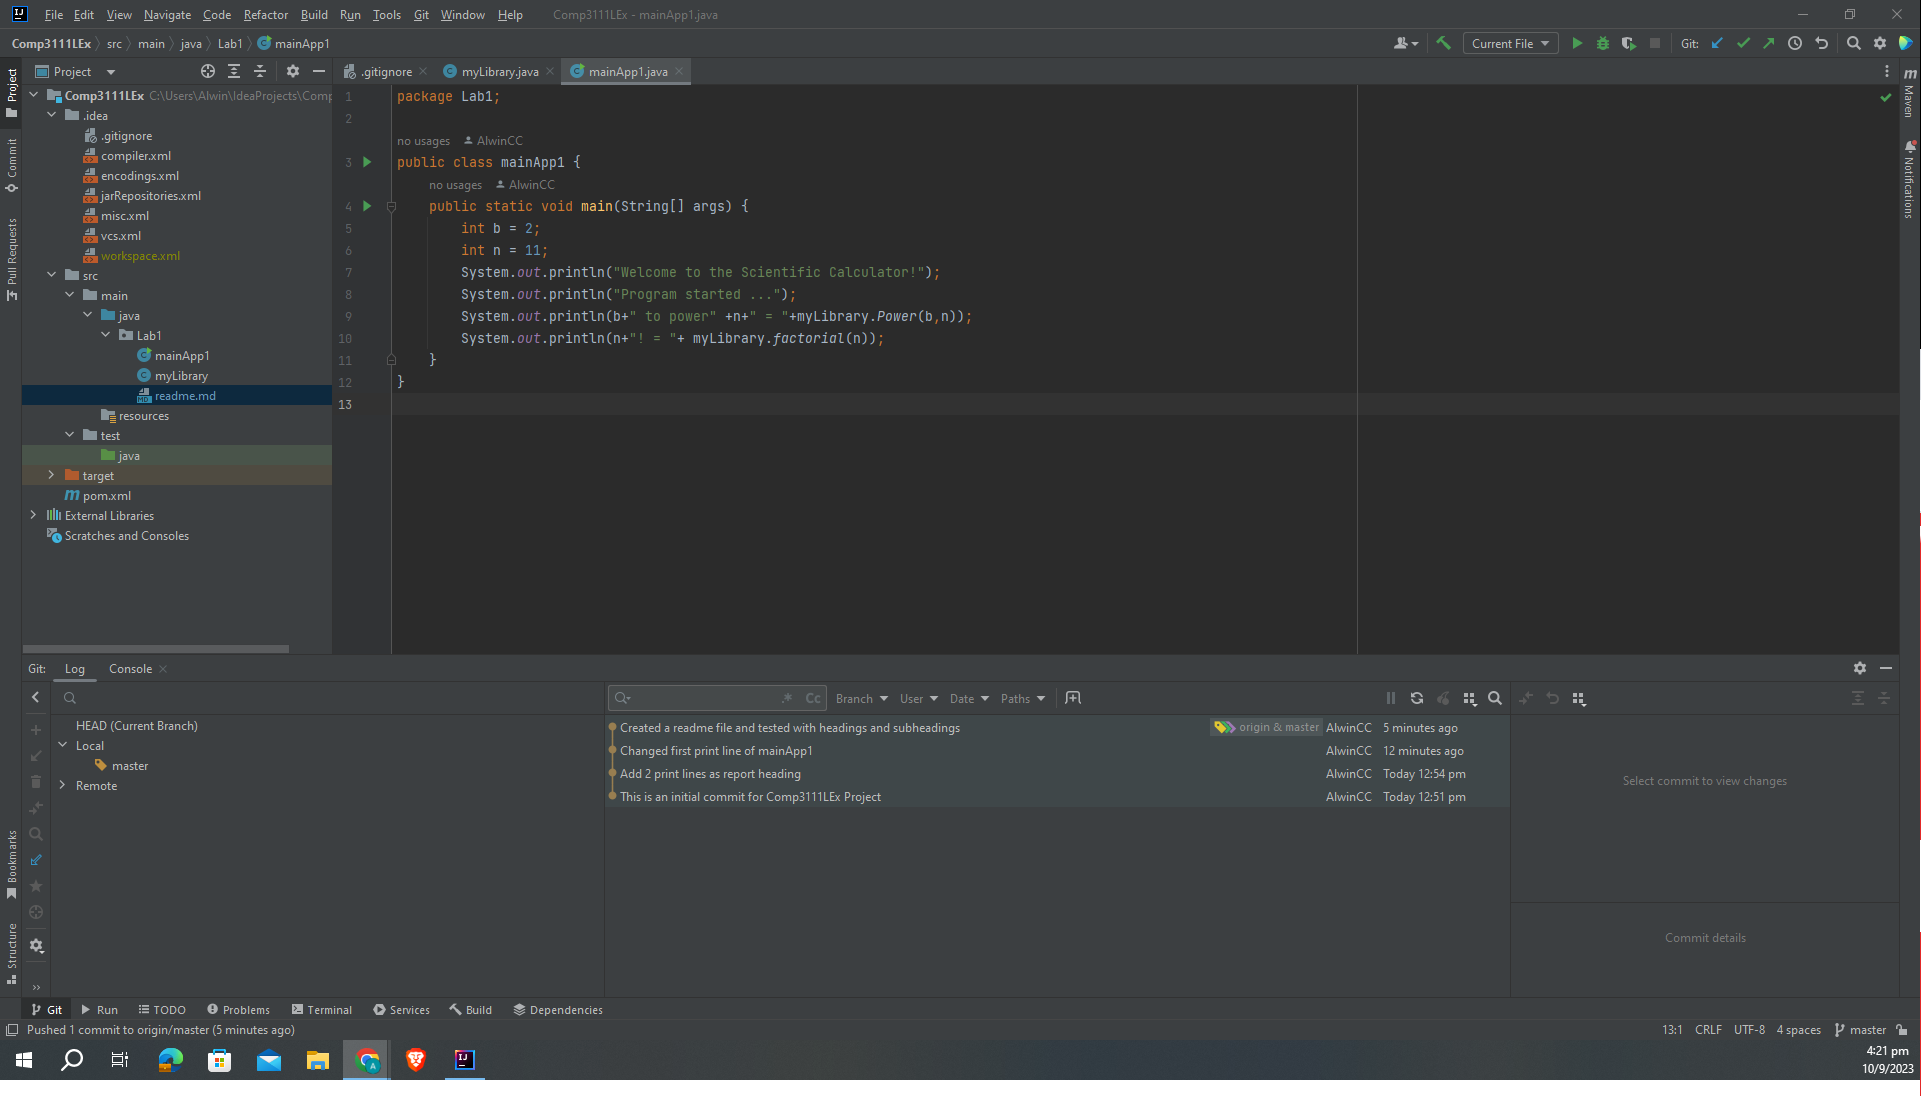 File Edit View Navigate Code Refactor Build Run Tools Git Window Help Comp3111LEx - mainApp1.java
Comp3111LEx src main java Lab1 mainApp1 Current File Git:
Project
.gitignore myLibrary.java mainApp1.java
Project
Commit
Pull Requests
Bookmarks
Structure
Maven
Notifications
Comp3111LEx C:\Users\Alwin\IdeaProjects\Comp
.idea
.gitignore
compiler.xml
encodings.xml
jarRepositories.xml
misc.xml
vcs.xml
workspace.xml
src
main
java
Lab1
mainApp1
myLibrary
readme.md
resources
test
java
target
pom.xml
External Libraries
Scratches and Consoles
1 package Lab1;
2
no usages AlwinCC
3 public class mainApp1 {
no usages AlwinCC
4 public static void main(String[] args) {
5 int b = 2;
6 int n = 11;
7 System.out.println("Welcome to the Scientific Calculator!");
8 System.out.println("Program started ...");
9 System.out.println(b+" to power" +n+" = "+myLibrary.Power(b,n));
10 System.out.println(n+"! = "+ myLibrary.factorial(n));
11 }
12 }
13
Git: Log Console
.* Cc Branch User Date Paths
HEAD (Current Branch)
Local
master
Remote
Created a readme file and tested with headings and subheadings origin & master AlwinCC 5 minutes ago
Changed first print line of mainApp1 AlwinCC 12 minutes ago
Add 2 print lines as report heading AlwinCC Today 12:54 pm
This is an initial commit for Comp3111LEx Project AlwinCC Today 12:51 pm
Select commit to view changes
Commit details
Git Run TODO Problems Terminal Services Build Dependencies
Pushed 1 commit to origin/master (5 minutes ago) 13:1 CRLF UTF-8 4 spaces master
4:21 pm
10/9/2023